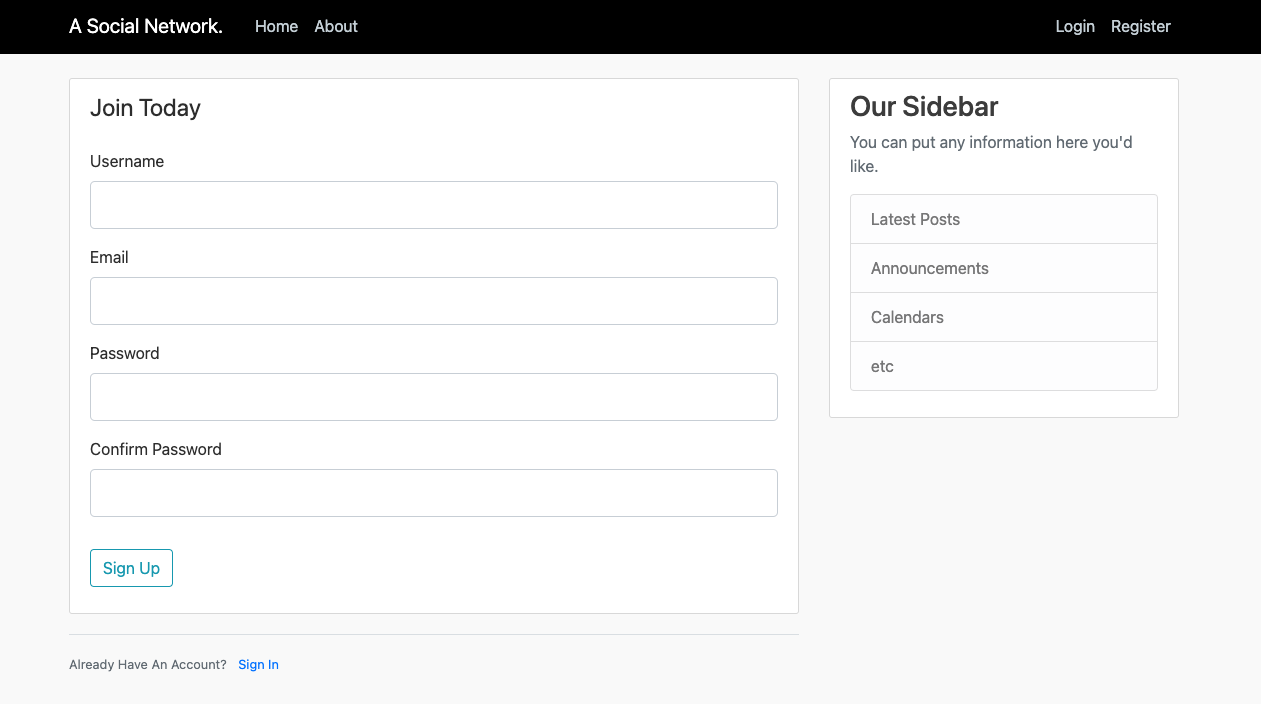 A Social Network. Home About Login Register
Join Today
Username
Email
Password
Confirm Password
Sign Up
Already Have An Account? Sign In
Our Sidebar
You can put any information here you'd
like.
Latest Posts
Announcements
Calendars
etc